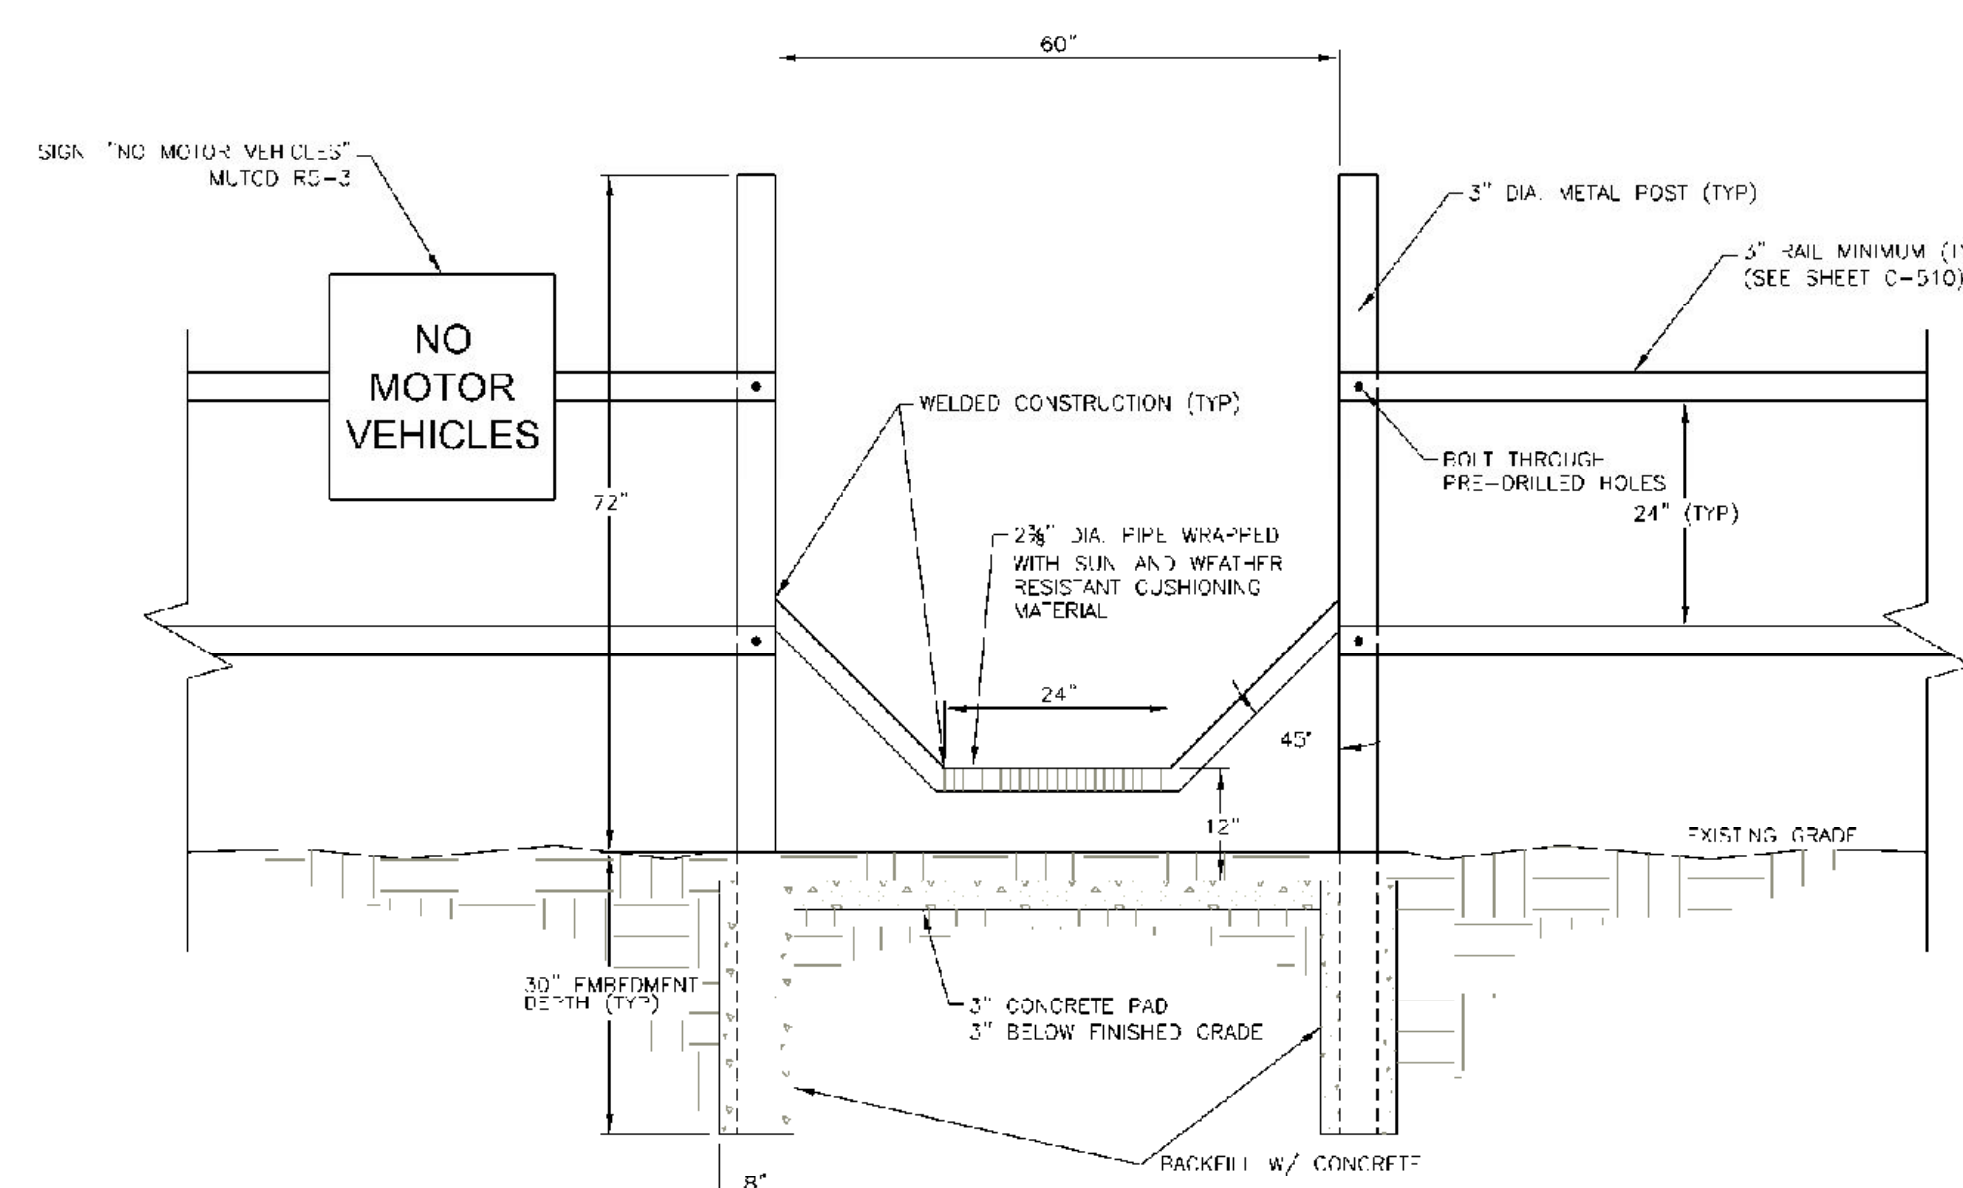 60"
SIGN "NO MOTOR VEHICLES"
MUTCD R5-3
3" DIA. METAL POST (TYP)
3" RAIL MINIMUM
(SEE SHEET C-510)
NO
MOTOR
VEHICLES
WELDED CONSTRUCTION (TYP)
BOLT THROUGH
PRE-DRILLED HOLES
24" (TYP)
72"
2⅜" DIA. PIPE WRAPPED
WITH SUN AND WEATHER
RESISTANT CUSHIONING
MATERIAL
24"
45°
12"
EXISTING GRADE
30" EMBEDMENT
DEPTH (TYP)
3" CONCRETE PAD
3" BELOW FINISHED GRADE
BACKFILL W/ CONCRETE
8"